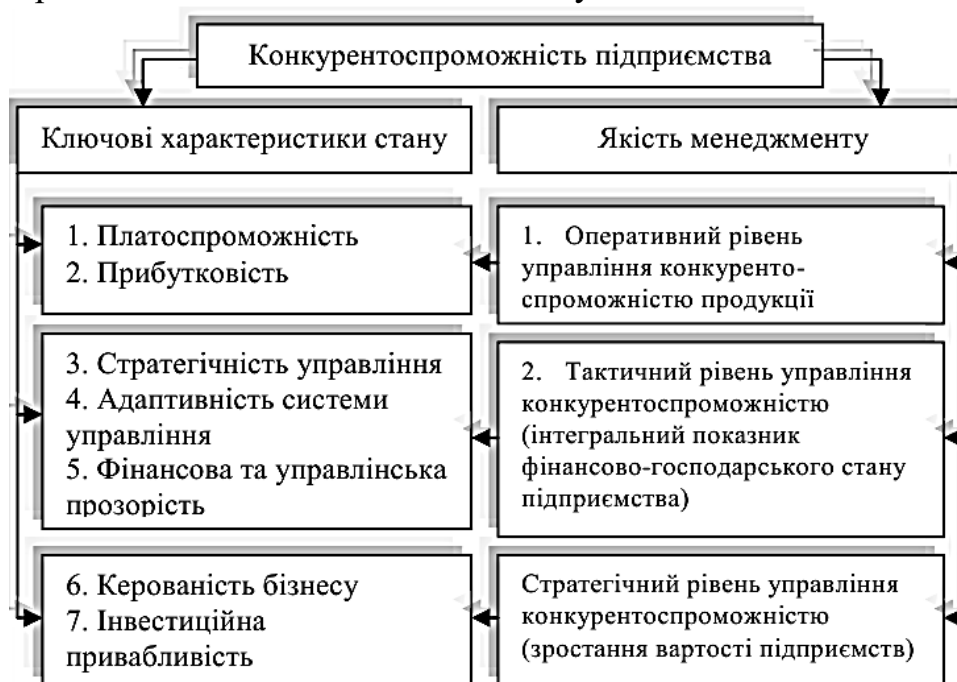 Конкурентоспроможність підприємства
Ключові характеристики стану
Якість менеджменту
1. Платоспроможність
2. Прибутковість
1. Оперативний рівень
управління конкуренто-
спроможністю продукції
3. Стратегічність управління
4. Адаптивність системи
управління
5. Фінансова та управлінська
прозорість
2. Тактичний рівень управління
конкурентоспроможністю
(інтегральний показник
фінансово-господарського стану
підприємства)
6. Керованість бізнесу
7. Інвестиційна
привабливість
Стратегічний рівень управління
конкурентоспроможністю
(зростання вартості підприємств)